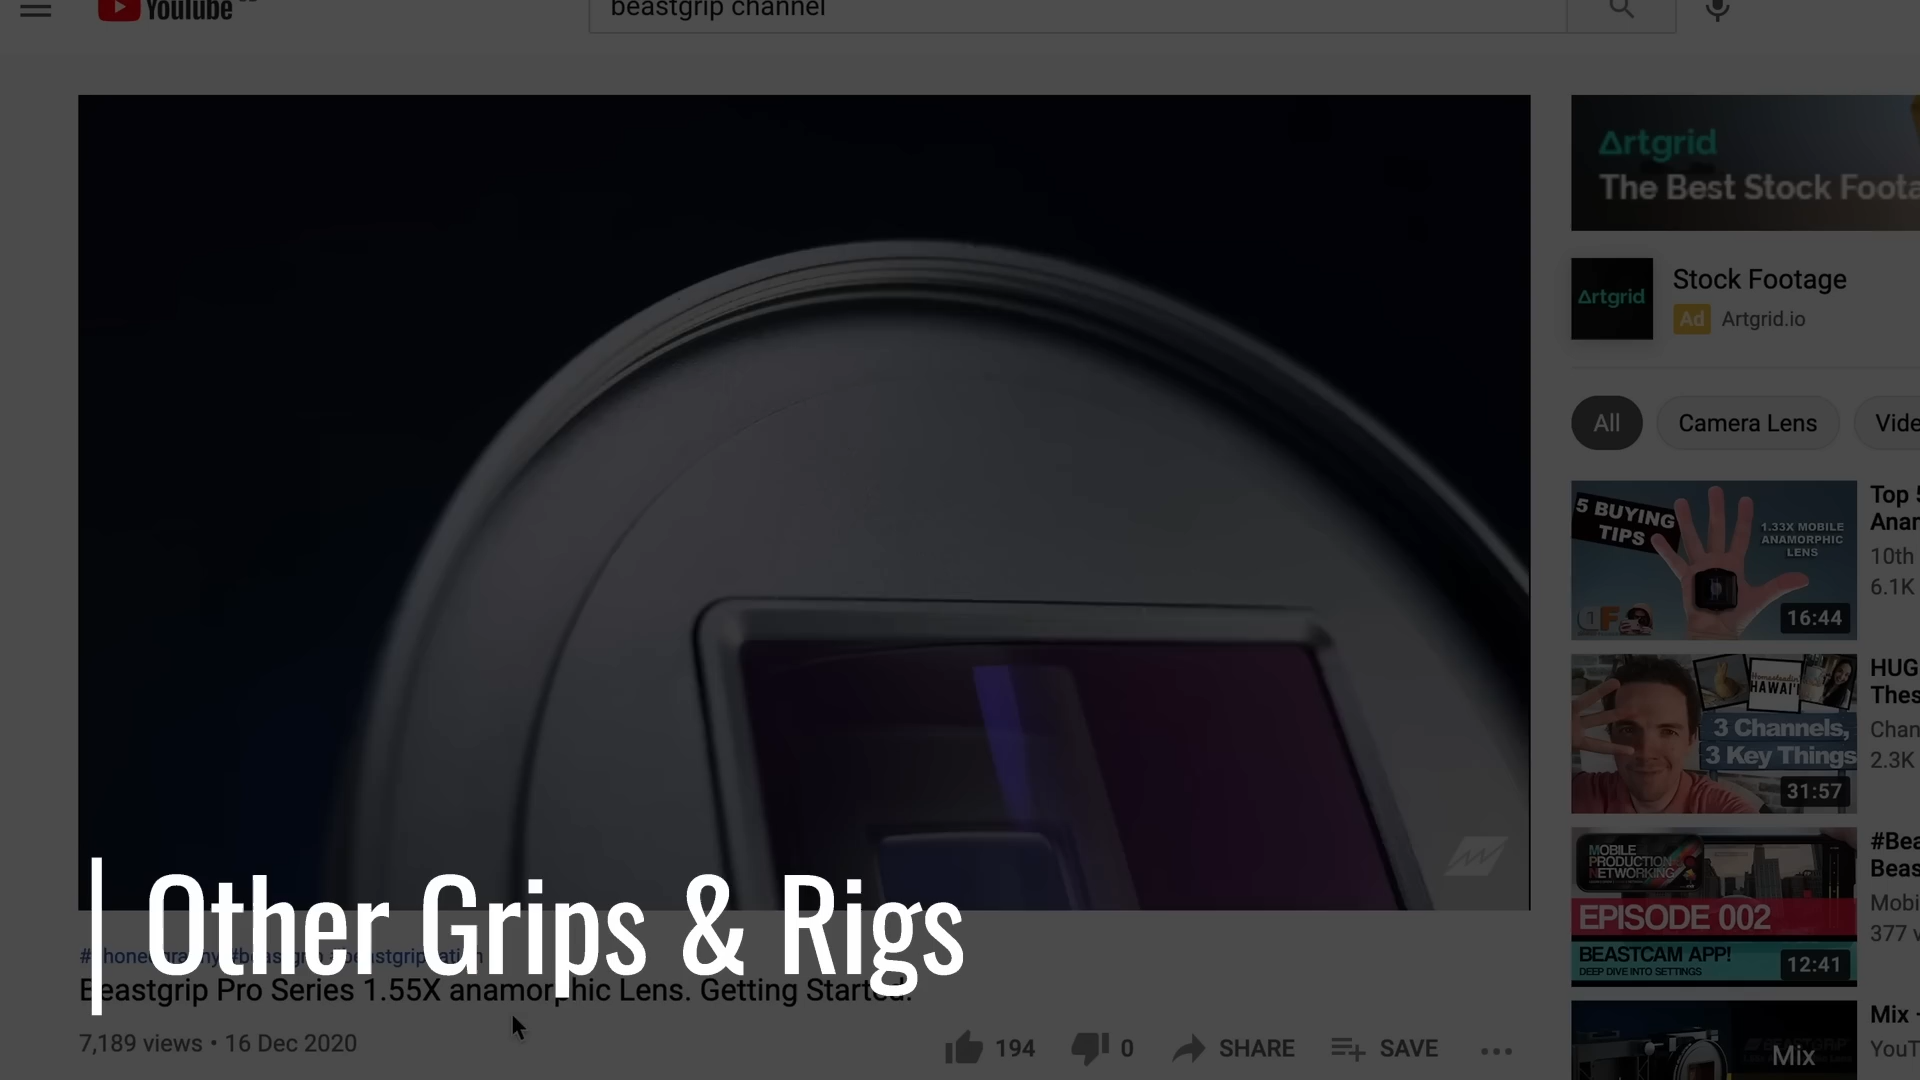 YouTube
beastgrip channel
Artgrid
The Best Stock Foota
Artgrid
Stock Footage
Ad Artgrid.io
All Camera Lens Vide
5 BUYING TIPS
1.33X MOBILE
ANAMORPHIC
LENS
16:44
Top 5
Anar
10th
6.1K
Homesteadin'
HAWAI'I
3 Channels,
3 Key Things
31:57
HUG
Thes
Chan
2.3K
MOBILE
PRODUCTION
NETWORKING
EPISODE 002
BEASTCAM APP!
DEEP DIVE INTO SETTINGS
12:41
#Bea
Beas
Mobi
377 v
Mix
Mix -
YouT
Other Grips & Rigs
Beastgrip Pro Series 1.55X anamorphic Lens. Getting Started.
7,189 views • 16 Dec 2020
194 0 SHARE SAVE